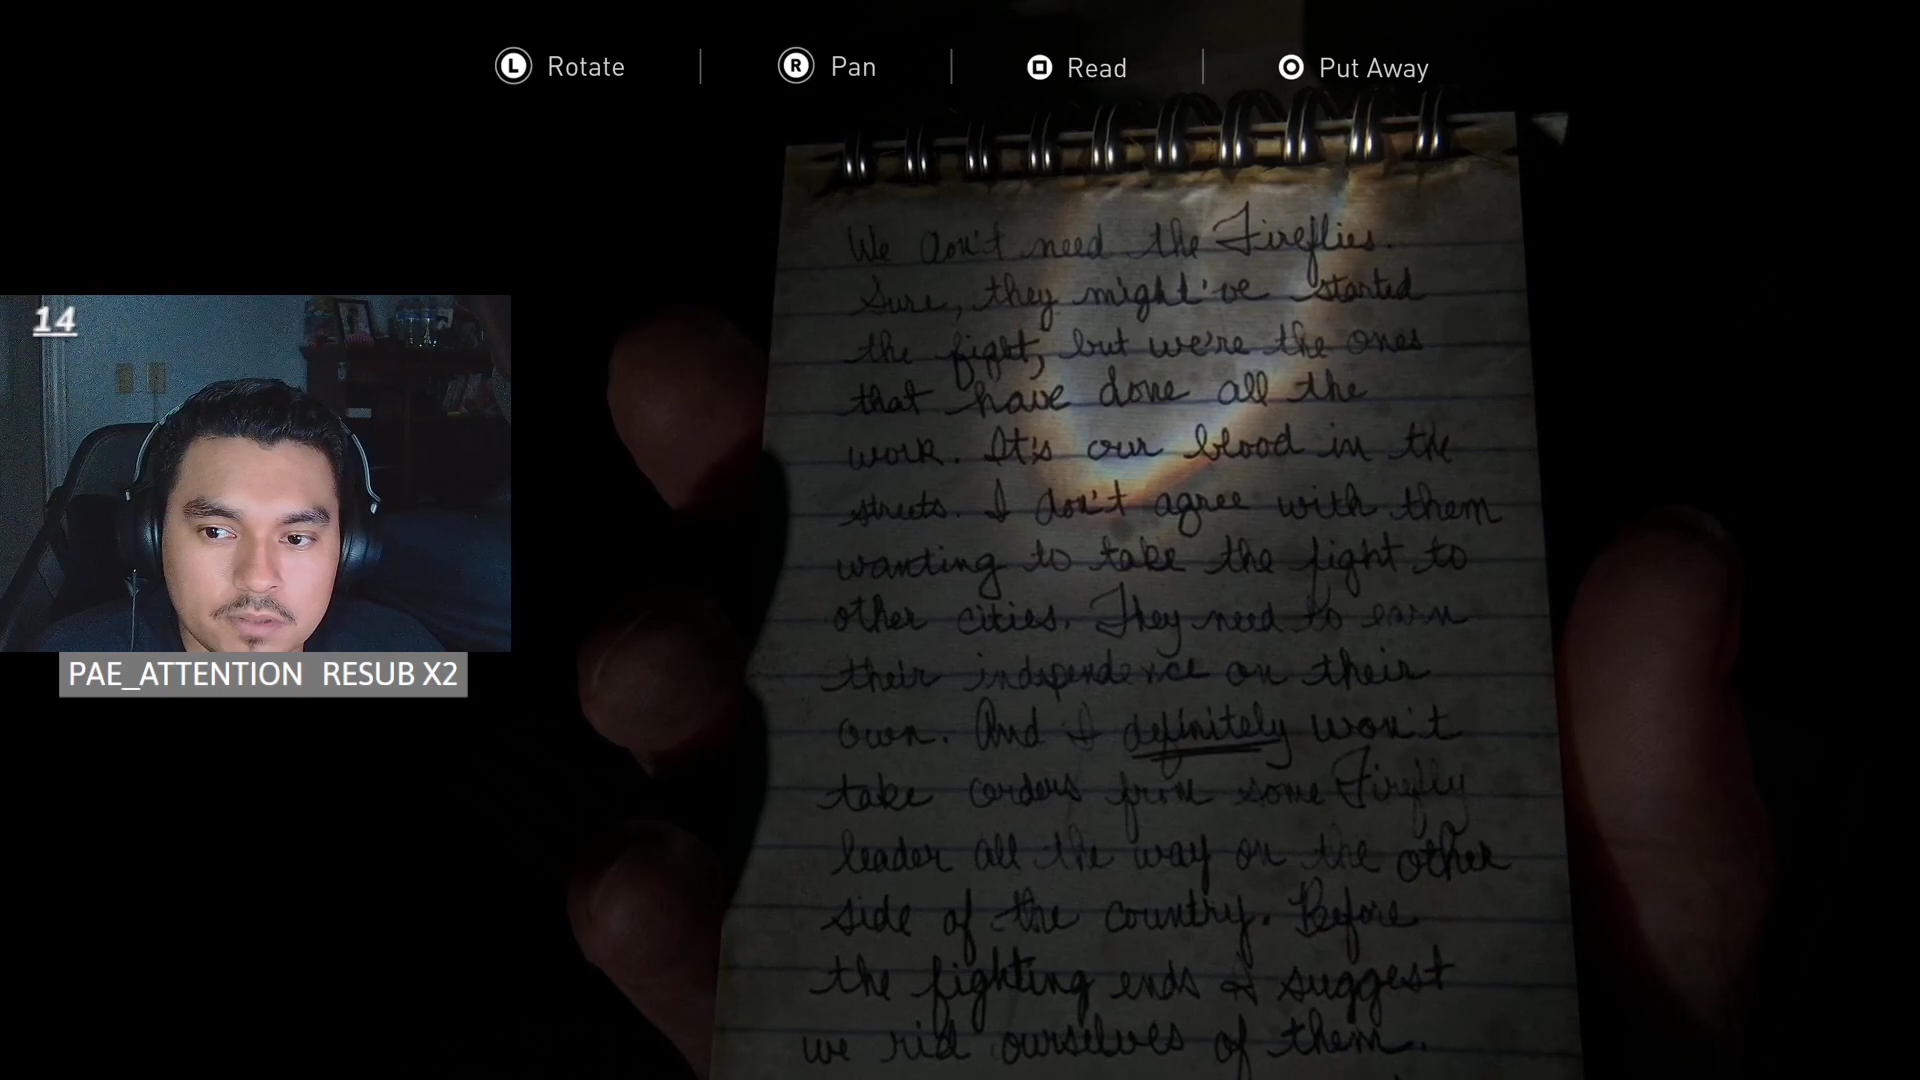 Rotate
Pan
Read
Put Away
We don't need the Fireflies.
Sure, they might've started
the fight, but we're the ones
that have done all the
work. It's our blood in the
streets. I don't agree with them
wanting to take the fight to
other cities. They need to earn
their independence on their
own. And I definitely won't
take orders from some Firefly
leader all the way on the other
side of the country. Before
the fighting ends I suggest
we rid ourselves of them.
14
PAE_ATTENTION RESUB X2